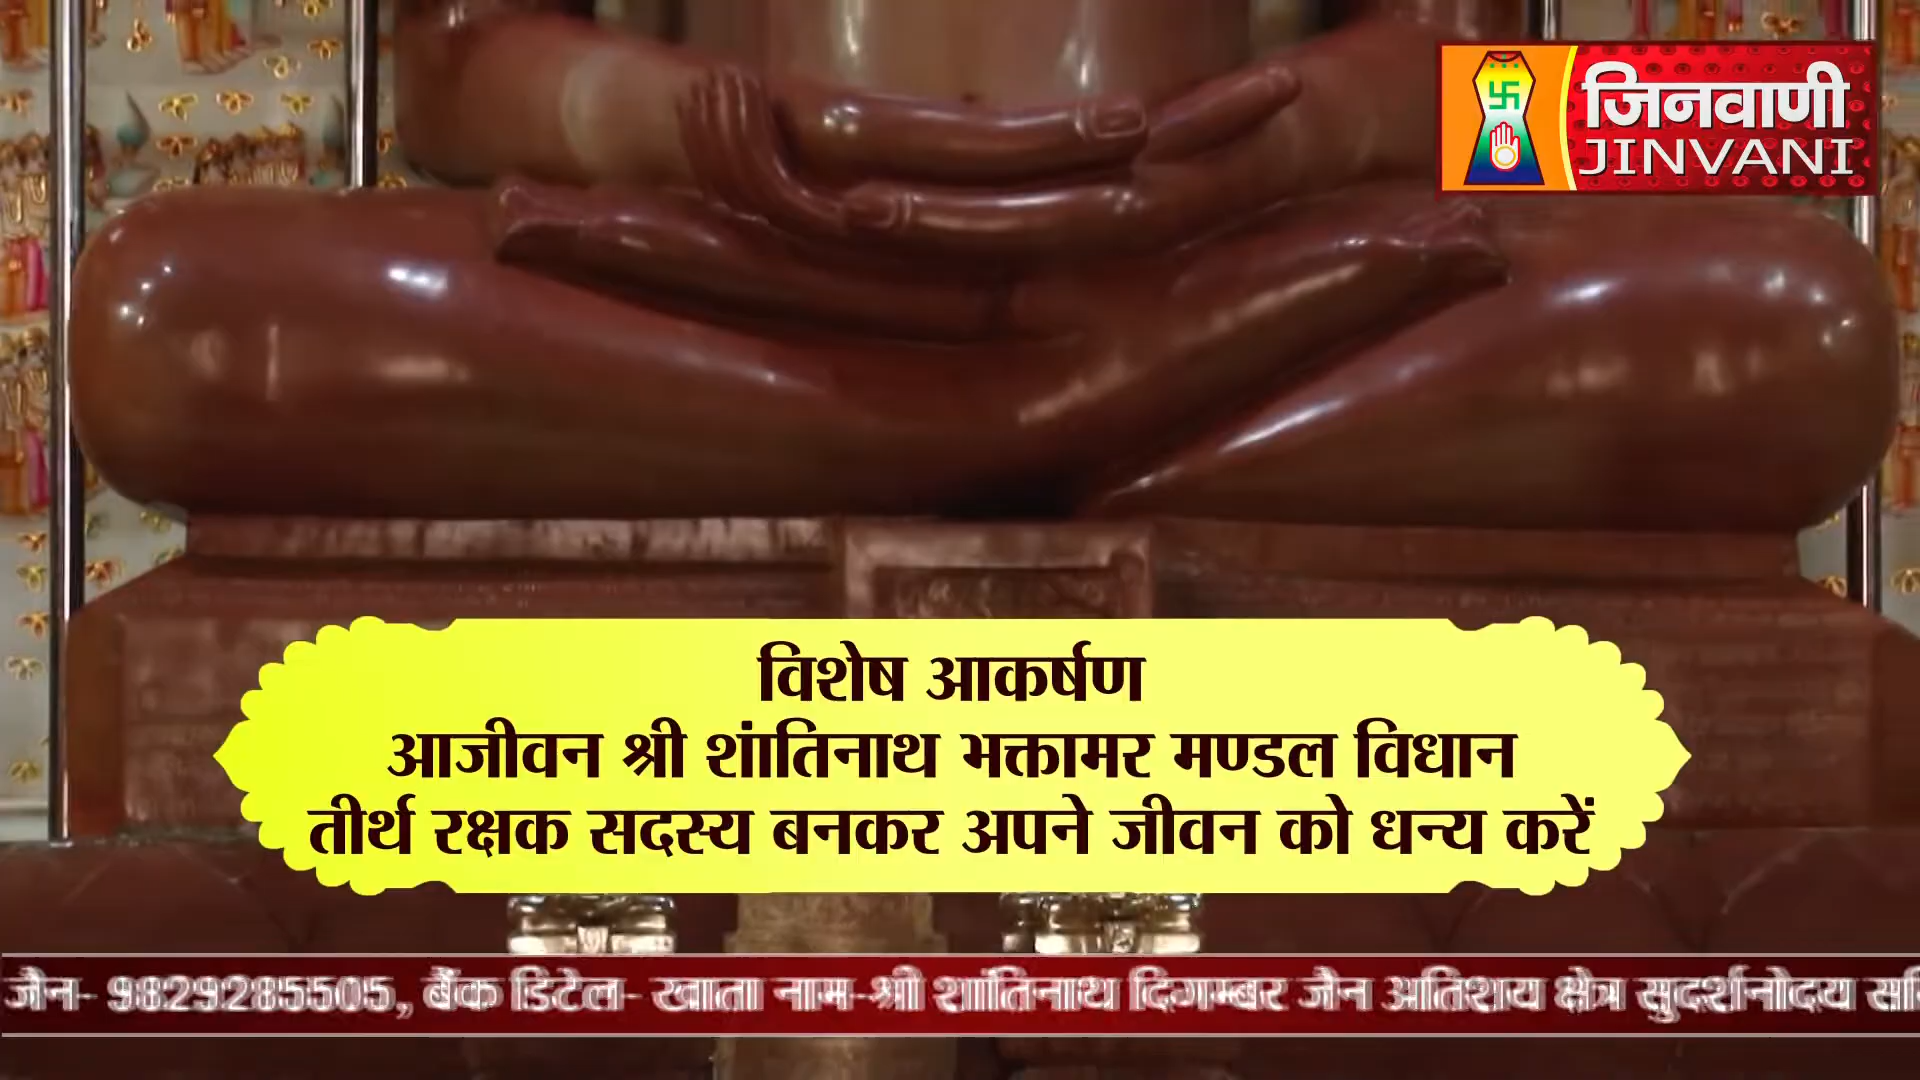 जिनवाणी
JINVANI
विशेष आकर्षण
आजीवन श्री शांतिनाथ भक्तामर मण्डल विधान
तीर्थ रक्षक सदस्य बनकर अपने जीवन को धन्य करें
जैन- 9829285505, बैंक डिटेल- खाता नाम-श्री शांतिनाथ दिगम्बर जैन अतिशय क्षेत्र सुदर्शनोदय